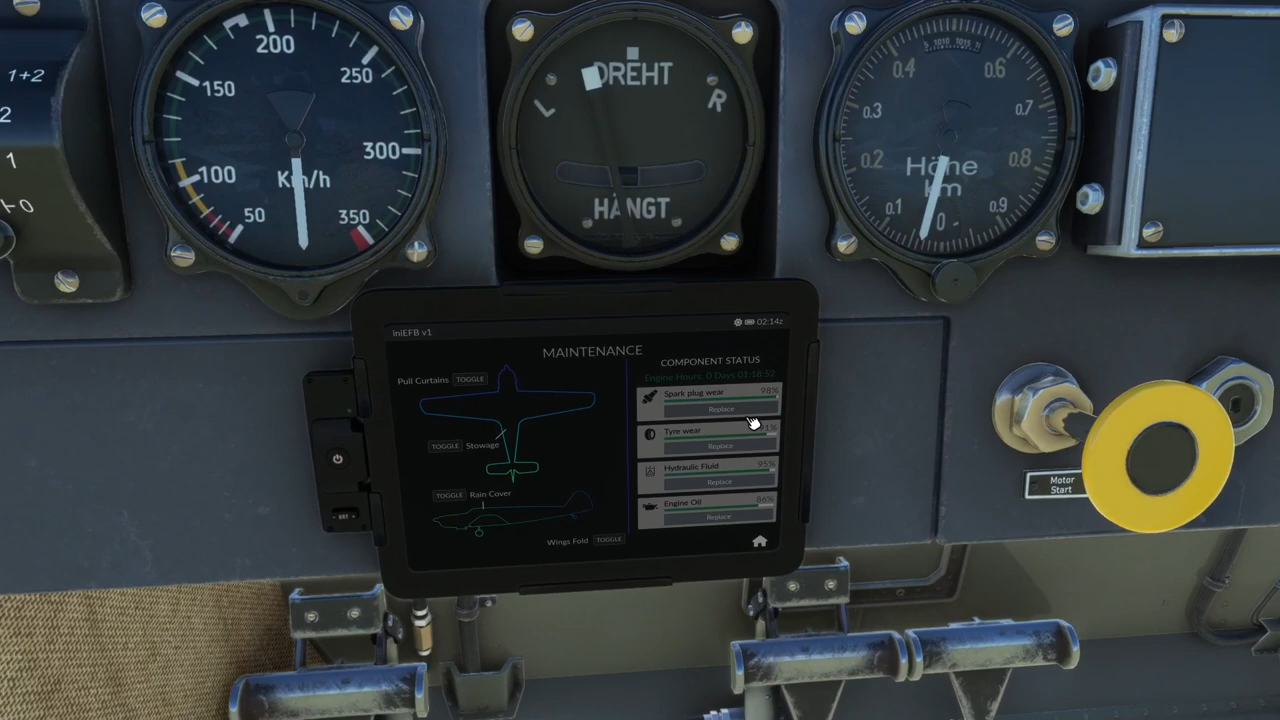 1+2
2
1
0
200
150
250
300
100
Km/h
50
350
DREHT
L
R
HÄNGT
0.4
0.6
0.3
0.7
0.2
0.8
Höhe
km
0.1
0.9
0
iniEFB v1
02:14z
MAINTENANCE
Pull Curtains TOGGLE
TOGGLE Stowage
TOGGLE Rain Cover
Wings Fold TOGGLE
COMPONENT STATUS
Engine Hours: 0 Days 01:18:52
Spark plug wear 98%
Replace
Tyre wear
Replace
Hydraulic Fluid 95%
Replace
Engine Oil 86%
Replace
Motor
Start